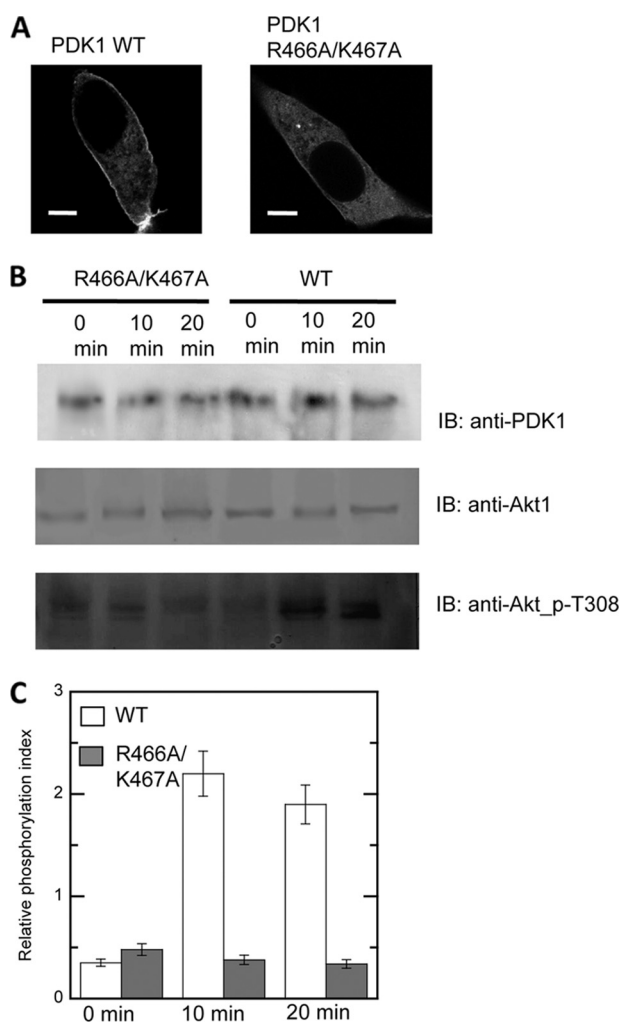 A
PDK1 WT
PDK1
R466A/K467A
B
R466A/K467A WT
0 10 20 0 10 20
min min min min min min
IB: anti-PDK1
IB: anti-Akt1
IB: anti-Akt_p-T308
C
3
WT
R466A/
K467A
2
1
0
Relative phosphorylation index
0 min 10 min 20 min